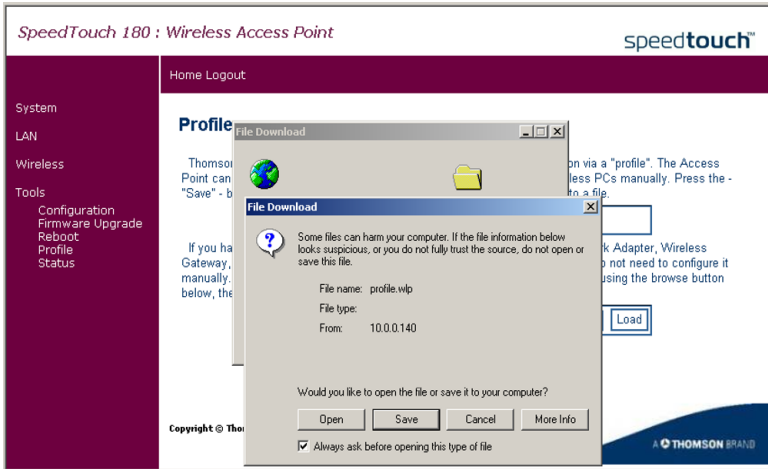 SpeedTouch 180 : Wireless Access Point
speedtouch™
Home Logout
System
LAN
Wireless
Tools
Configuration
Firmware Upgrade
Reboot
Profile
Status
Profile
File Download
Thomson
on via a "profile". The Access
Point can
less PCs manually. Press the -
"Save" - b
to a file.
File Download
Some files can harm your computer. If the file information below
looks suspicious, or you do not fully trust the source, do not open or
save this file.
File name: profile.wlp
File type:
From: 10.0.0.140
Would you like to open the file or save it to your computer?
Open
Save
Cancel
More Info
Always ask before opening this type of file
If you ha
k Adapter, Wireless
Gateway,
not need to configure it
manually.
using the browse button
below, the
Load
Copyright © Tho
A THOMSON BRAND